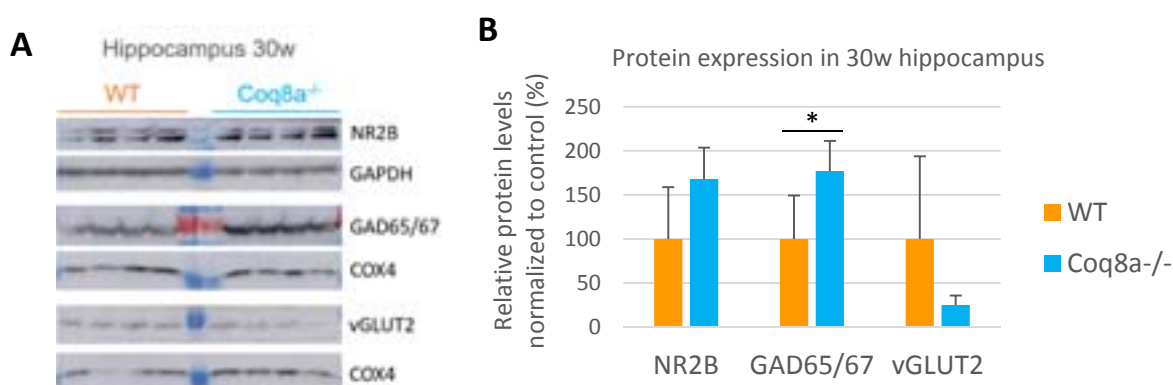 A
Hippocampus 30w
WT
Coq8a-/-
NR2B
GAPDH
GAD65/67
COX4
vGLUT2
COX4
B
Protein expression in 30w hippocampus
Relative protein levels
normalized to control (%)
250
200
150
100
50
0
*
NR2B
GAD65/67
vGLUT2
WT
Coq8a-/-